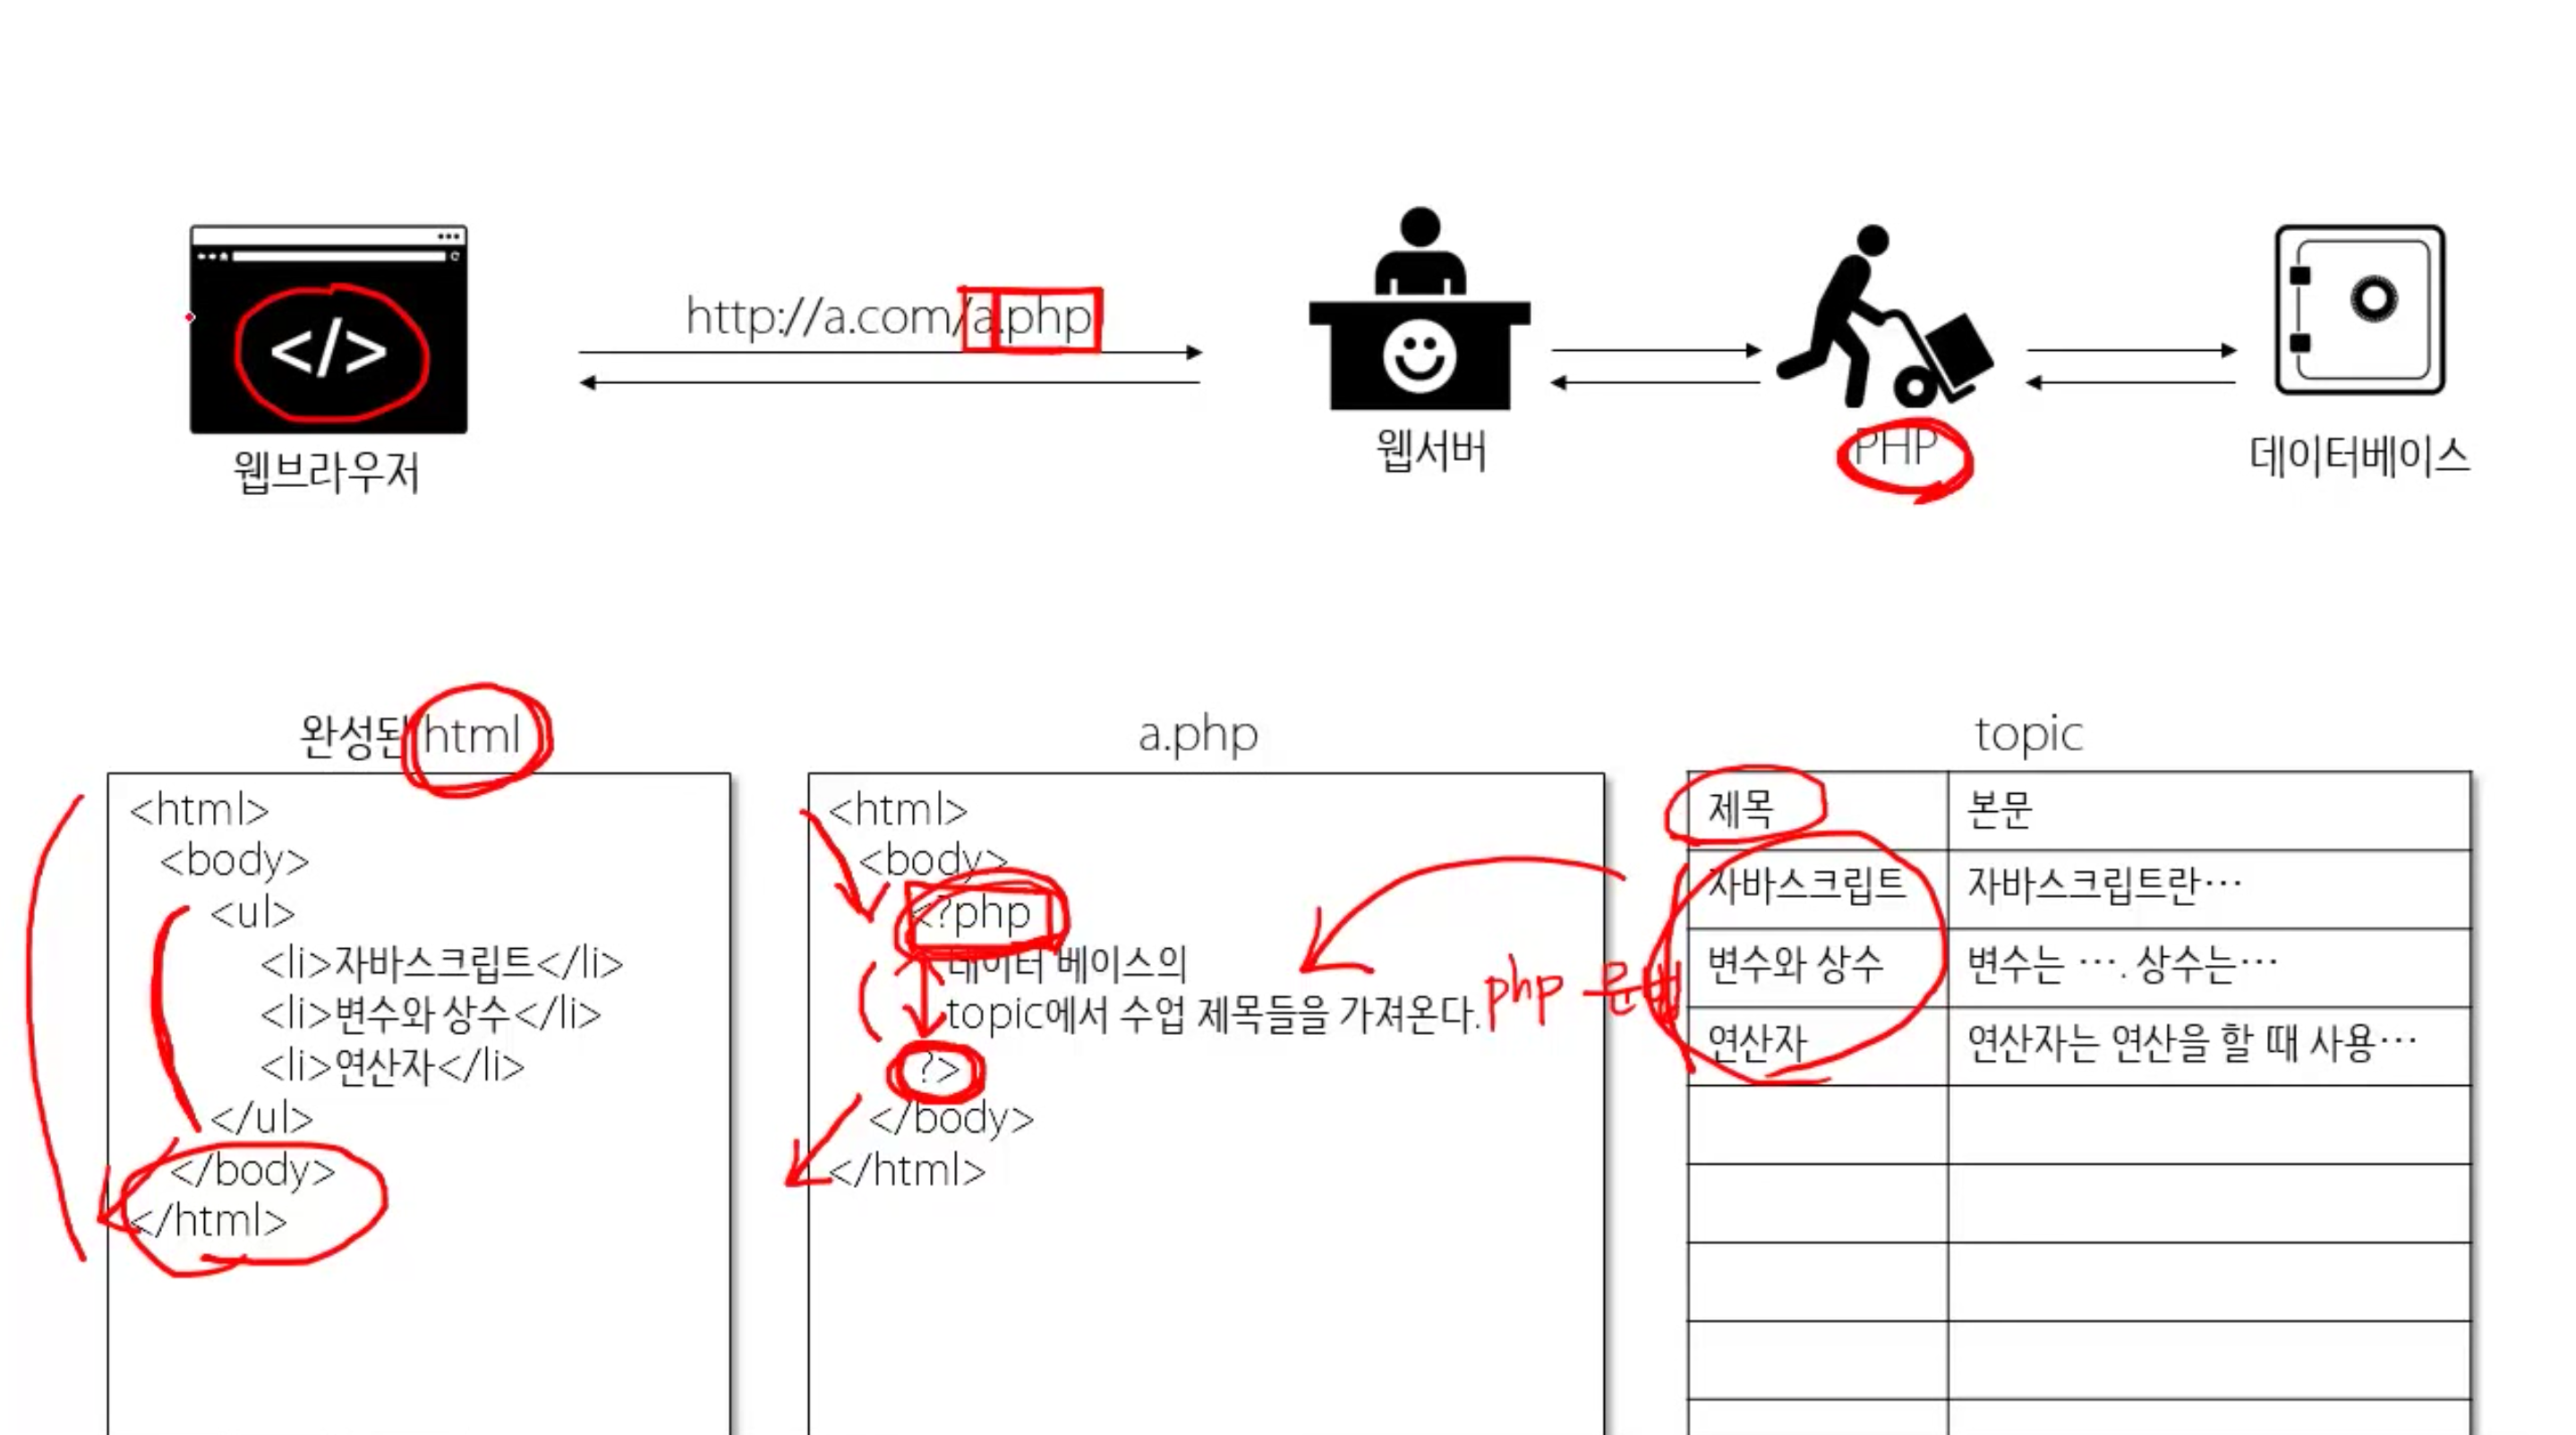 </>
http://a.com/a.php
웹브라우저
웹서버
PHP
데이터베이스
완성된 html
<html>
<body>
<ul>
<li>자바스크립트</li>
<li>변수와 상수</li>
<li>연산자</li>
</ul>
</body>
</html>
a.php
<html>
<body>
<?php
데이터 베이스의
topic에서 수업 제목들을 가져온다.
?>
</body>
</html>
php 문법
topic
제목 본문
자바스크립트 자바스크립트란…
변수와 상수 변수는 …. 상수는…
연산자 연산자는 연산을 할 때 사용…